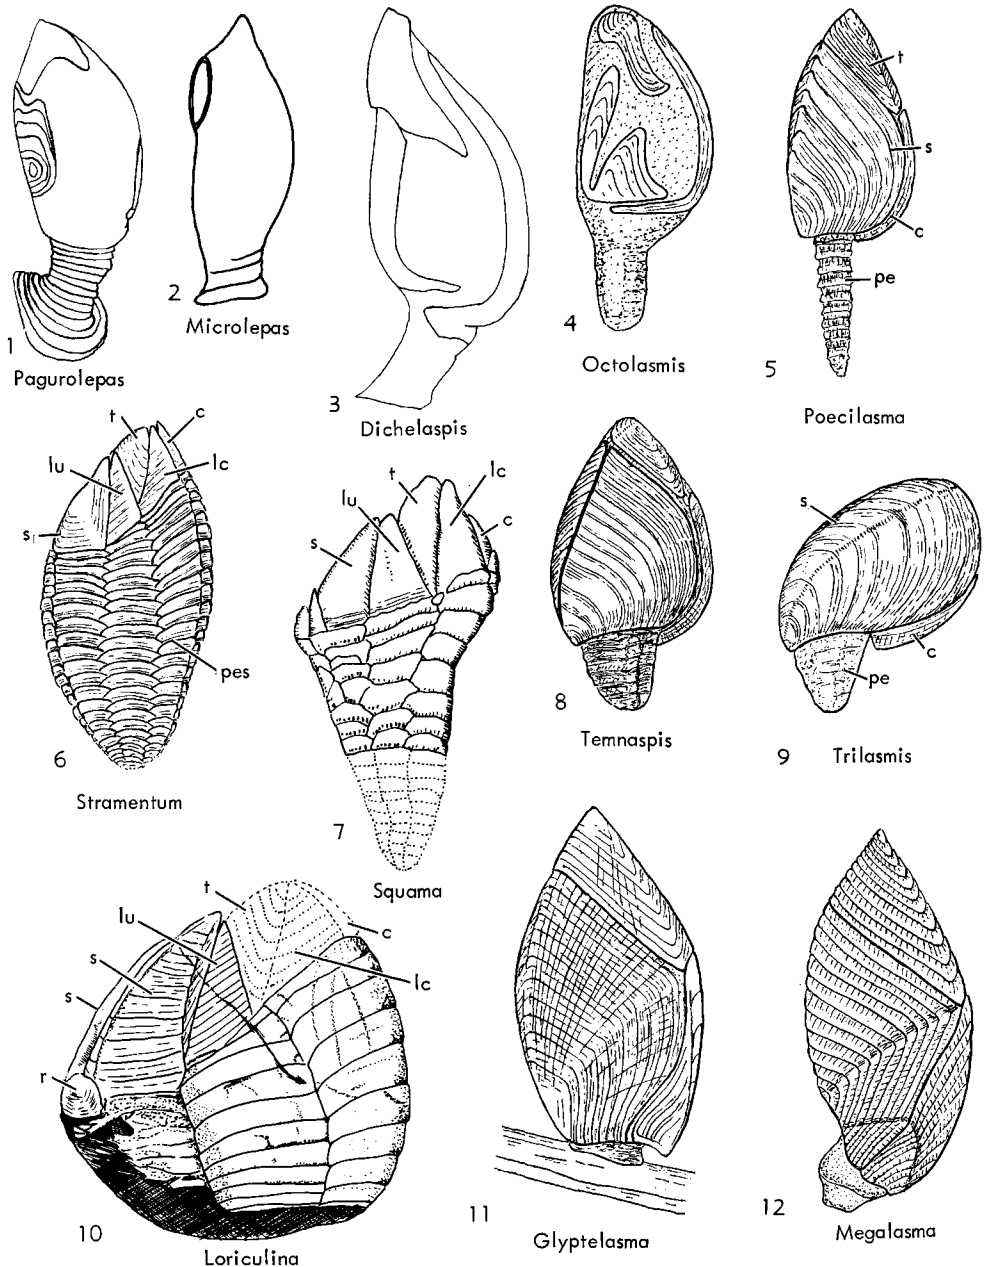 1
Pagurolepas
2
Microlepas
3
Dichelaspis
4
Octolasmis
t
s
c
pe
5
Poecilasma
t
c
lu
lc
s
pes
6
Stramentum
t
lc
lu
c
s
7
Squama
8
Temnaspis
s
c
pe
9
Trilasmis
t
lu
c
s
lc
s
r
10
Loriculina
11
Glyptelasma
12
Megalasma